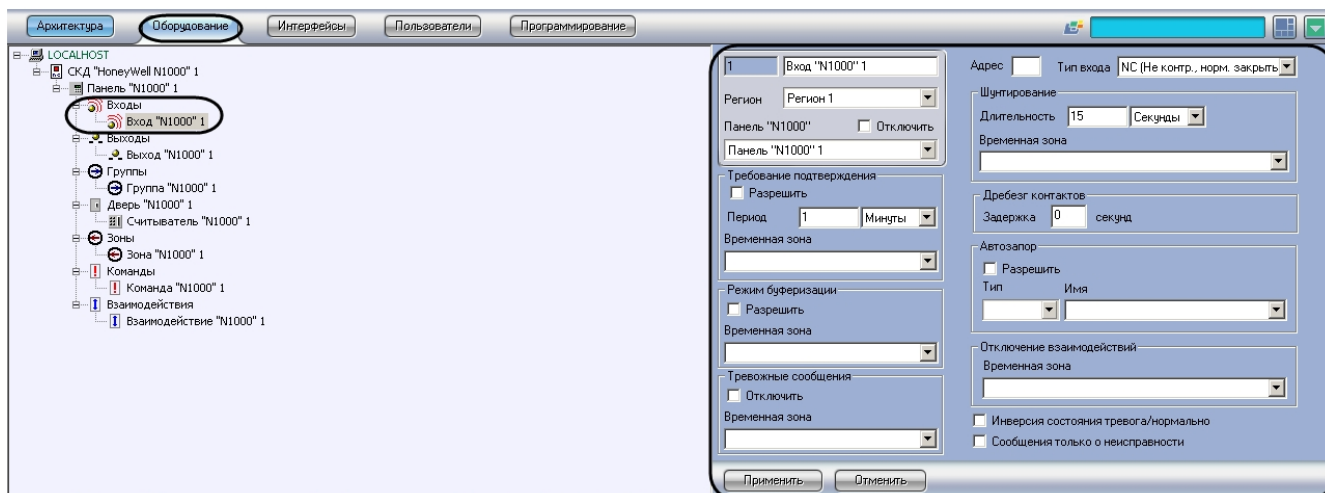 Архитектура Оборудование Интерфейсы Пользователи Программирование
LOCALHOST
СКД "HoneyWell N1000" 1
Панель "N1000" 1
Входы
Вход "N1000" 1
Выходы
Выход "N1000" 1
Группы
Группа "N1000" 1
Дверь "N1000" 1
Считыватель "N1000" 1
Зоны
Зона "N1000" 1
Команды
Команда "N1000" 1
Взаимодействия
Взаимодействие "N1000" 1
1 Вход "N1000" 1
Регион Регион 1
Панель "N1000" Отключить
Панель "N1000" 1
Требование подтверждения
Разрешить
Период 1 Минуты
Временная зона
Режим буферизации
Разрешить
Временная зона
Тревожные сообщения
Отключить
Временная зона
Адрес Тип входа NC (Не контр., норм. закрыть
Шунтирование
Длительность 15 Секунды
Временная зона
Дребезг контактов
Задержка 0 секунд
Автозапор
Разрешить
Тип Имя
Отключение взаимодействий
Временная зона
Инверсия состояния тревога/нормально
Сообщения только о неисправности
Применить Отменить